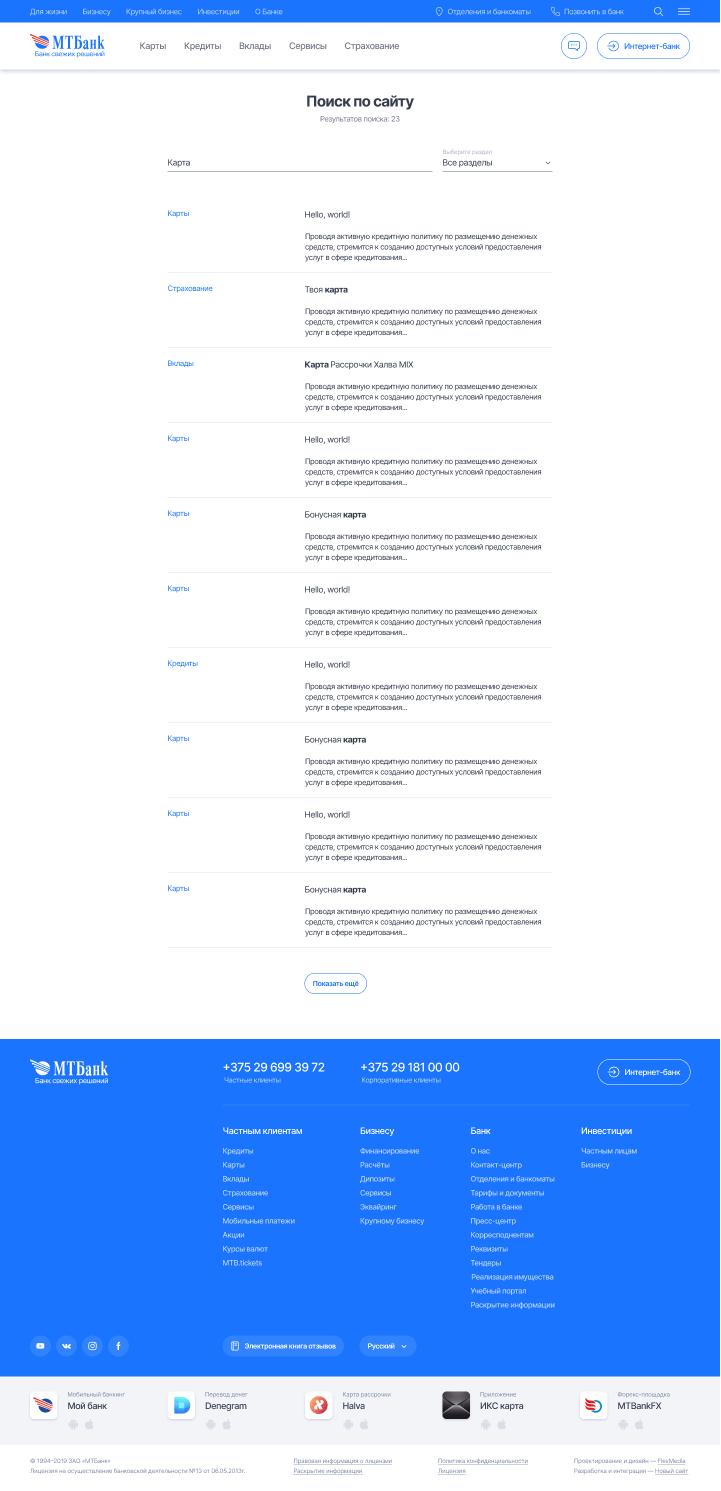 Для жизни Бизнесу Крупный бизнес Инвестиции О Банке Отделения и банкоматы Позвонить в банк
МТБанк
Банк свежих решений
Карты Кредиты Вклады Сервисы Страхование Интернет-банк
Поиск по сайту
Результатов поиска: 23
Выберите раздел
Карта Все разделы
Карты Hello, world!
Проводя активную кредитную политику по размещению денежных
средств, стремится к созданию доступных условий предоставления
услуг в сфере кредитования...
Страхование Твоя карта
Проводя активную кредитную политику по размещению денежных
средств, стремится к созданию доступных условий предоставления
услуг в сфере кредитования...
Вклады Карта Рассрочки Халва MIX
Проводя активную кредитную политику по размещению денежных
средств, стремится к созданию доступных условий предоставления
услуг в сфере кредитования...
Карты Hello, world!
Проводя активную кредитную политику по размещению денежных
средств, стремится к созданию доступных условий предоставления
услуг в сфере кредитования...
Карты Бонусная карта
Проводя активную кредитную политику по размещению денежных
средств, стремится к созданию доступных условий предоставления
услуг в сфере кредитования...
Карты Hello, world!
Проводя активную кредитную политику по размещению денежных
средств, стремится к созданию доступных условий предоставления
услуг в сфере кредитования...
Кредиты Hello, world!
Проводя активную кредитную политику по размещению денежных
средств, стремится к созданию доступных условий предоставления
услуг в сфере кредитования...
Карты Бонусная карта
Проводя активную кредитную политику по размещению денежных
средств, стремится к созданию доступных условий предоставления
услуг в сфере кредитования...
Карты Hello, world!
Проводя активную кредитную политику по размещению денежных
средств, стремится к созданию доступных условий предоставления
услуг в сфере кредитования...
Карты Бонусная карта
Проводя активную кредитную политику по размещению денежных
средств, стремится к созданию доступных условий предоставления
услуг в сфере кредитования...
Показать ещё
МТБанк
Банк свежих решений
+375 29 699 39 72 +375 29 181 00 00 Интернет-банк
Частные клиенты Корпоративные клиенты
Частным клиентам
Кредиты
Карты
Вклады
Страхование
Сервисы
Мобильные платежи
Акции
Курсы валют
MTB.tickets
Бизнесу
Финансирование
Расчёты
Дипозиты
Сервисы
Эквайринг
Крупному бизнесу
Банк
О нас
Контакт-центр
Отделения и банкоматы
Тарифы и документы
Работа в банке
Пресс-центр
Корреспондентам
Реквизиты
Тендеры
Реализация имущества
Учебный портал
Раскрытие информации
Инвестиции
Частным лицам
Бизнесу
Электронная книга отзывов Русский
Мобильный банкинг
Мой банк
Перевод денег
Denegram
Карта рассрочки
Halva
Приложение
ИКС карта
Форекс-площадка
MTBankFX
© 1994–2019 ЗАО «МТБанк»
Лицензия на осуществление банковской деятельности №13 от 06.05.2013г.
Правовая информация о лицензии
Раскрытие информации
Политика конфиденциальности
Лицензия
Проектирование и дизайн — FlexMedia
Разработка и интеграция — Новый сайт